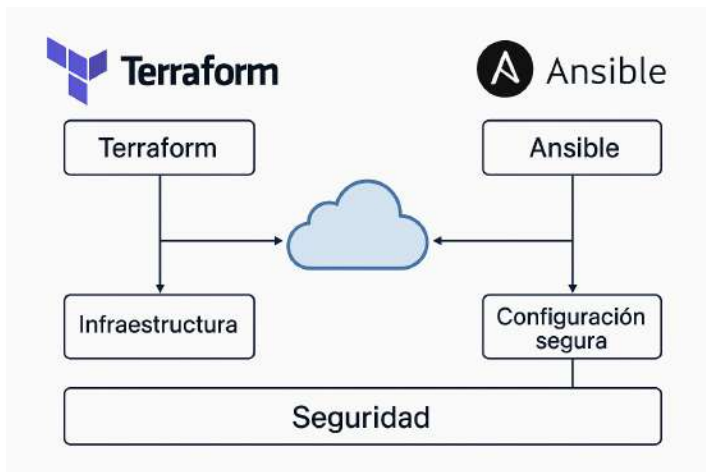 Terraform
Ansible
Terraform
Ansible
Infraestructura
Configuración
segura
Seguridad